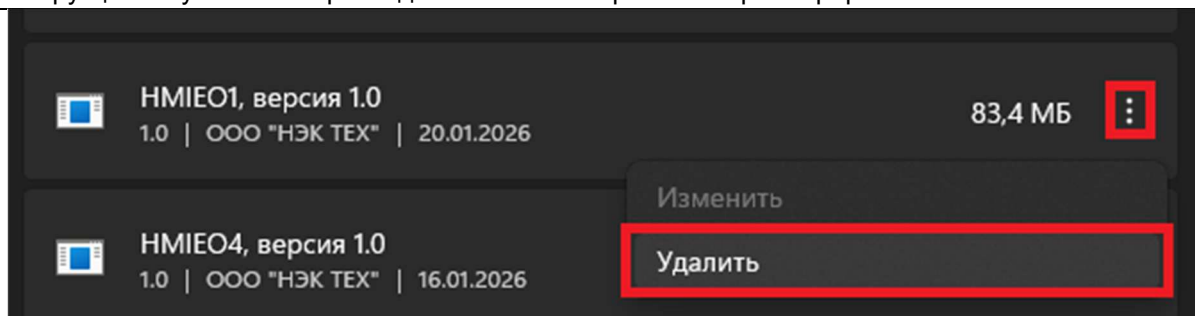 HMIEO1, версия 1.0
1.0 | ООО "НЭК ТЕХ" | 20.01.2026
83,4 МБ
Изменить
Удалить
HMIEO4, версия 1.0
1.0 | ООО "НЭК ТЕХ" | 16.01.2026